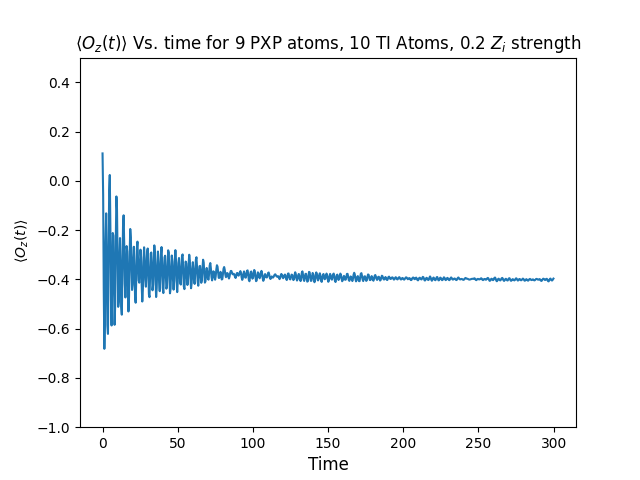 ⟨O_z(t)⟩ Vs. time for 9 PXP atoms, 10 TI Atoms, 0.2 Z_i strength
0.4
0.2
0.0
−0.2
−0.4
−0.6
−0.8
−1.0
⟨O_z(t)⟩
0 50 100 150 200 250 300
Time